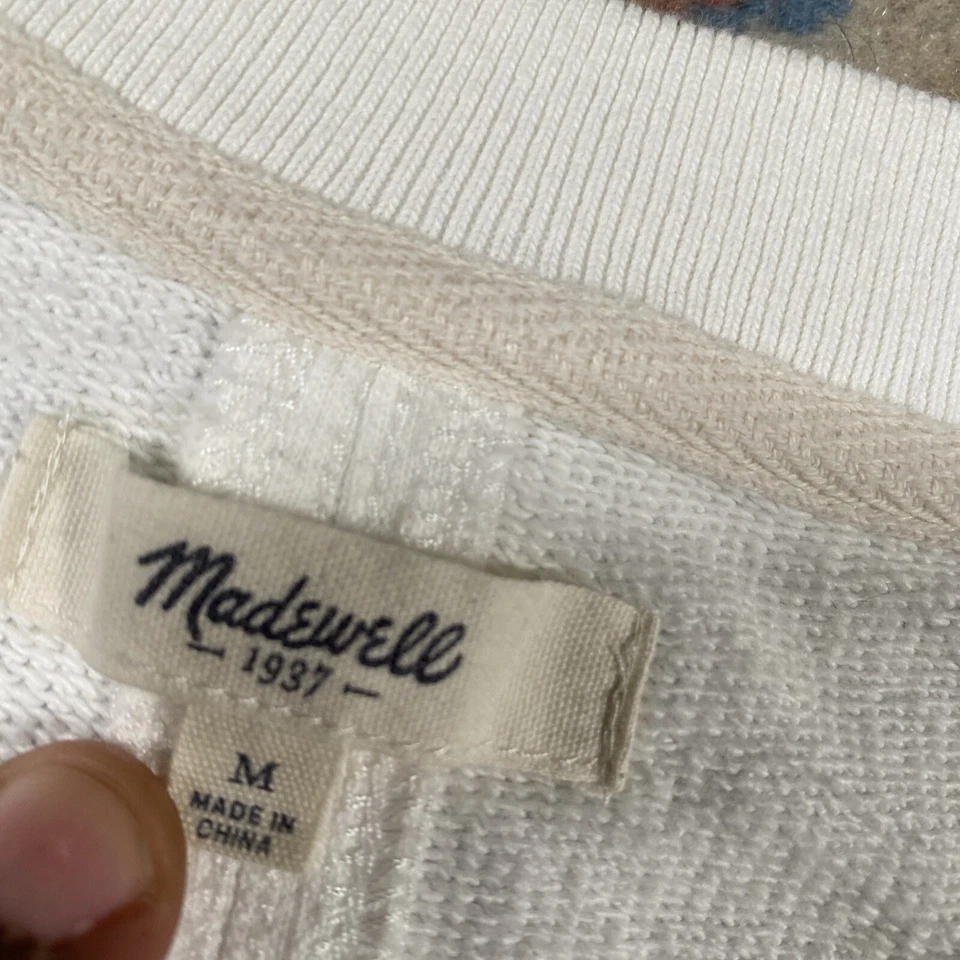 Madewell
— 1937 —
M
MADE IN
CHINA